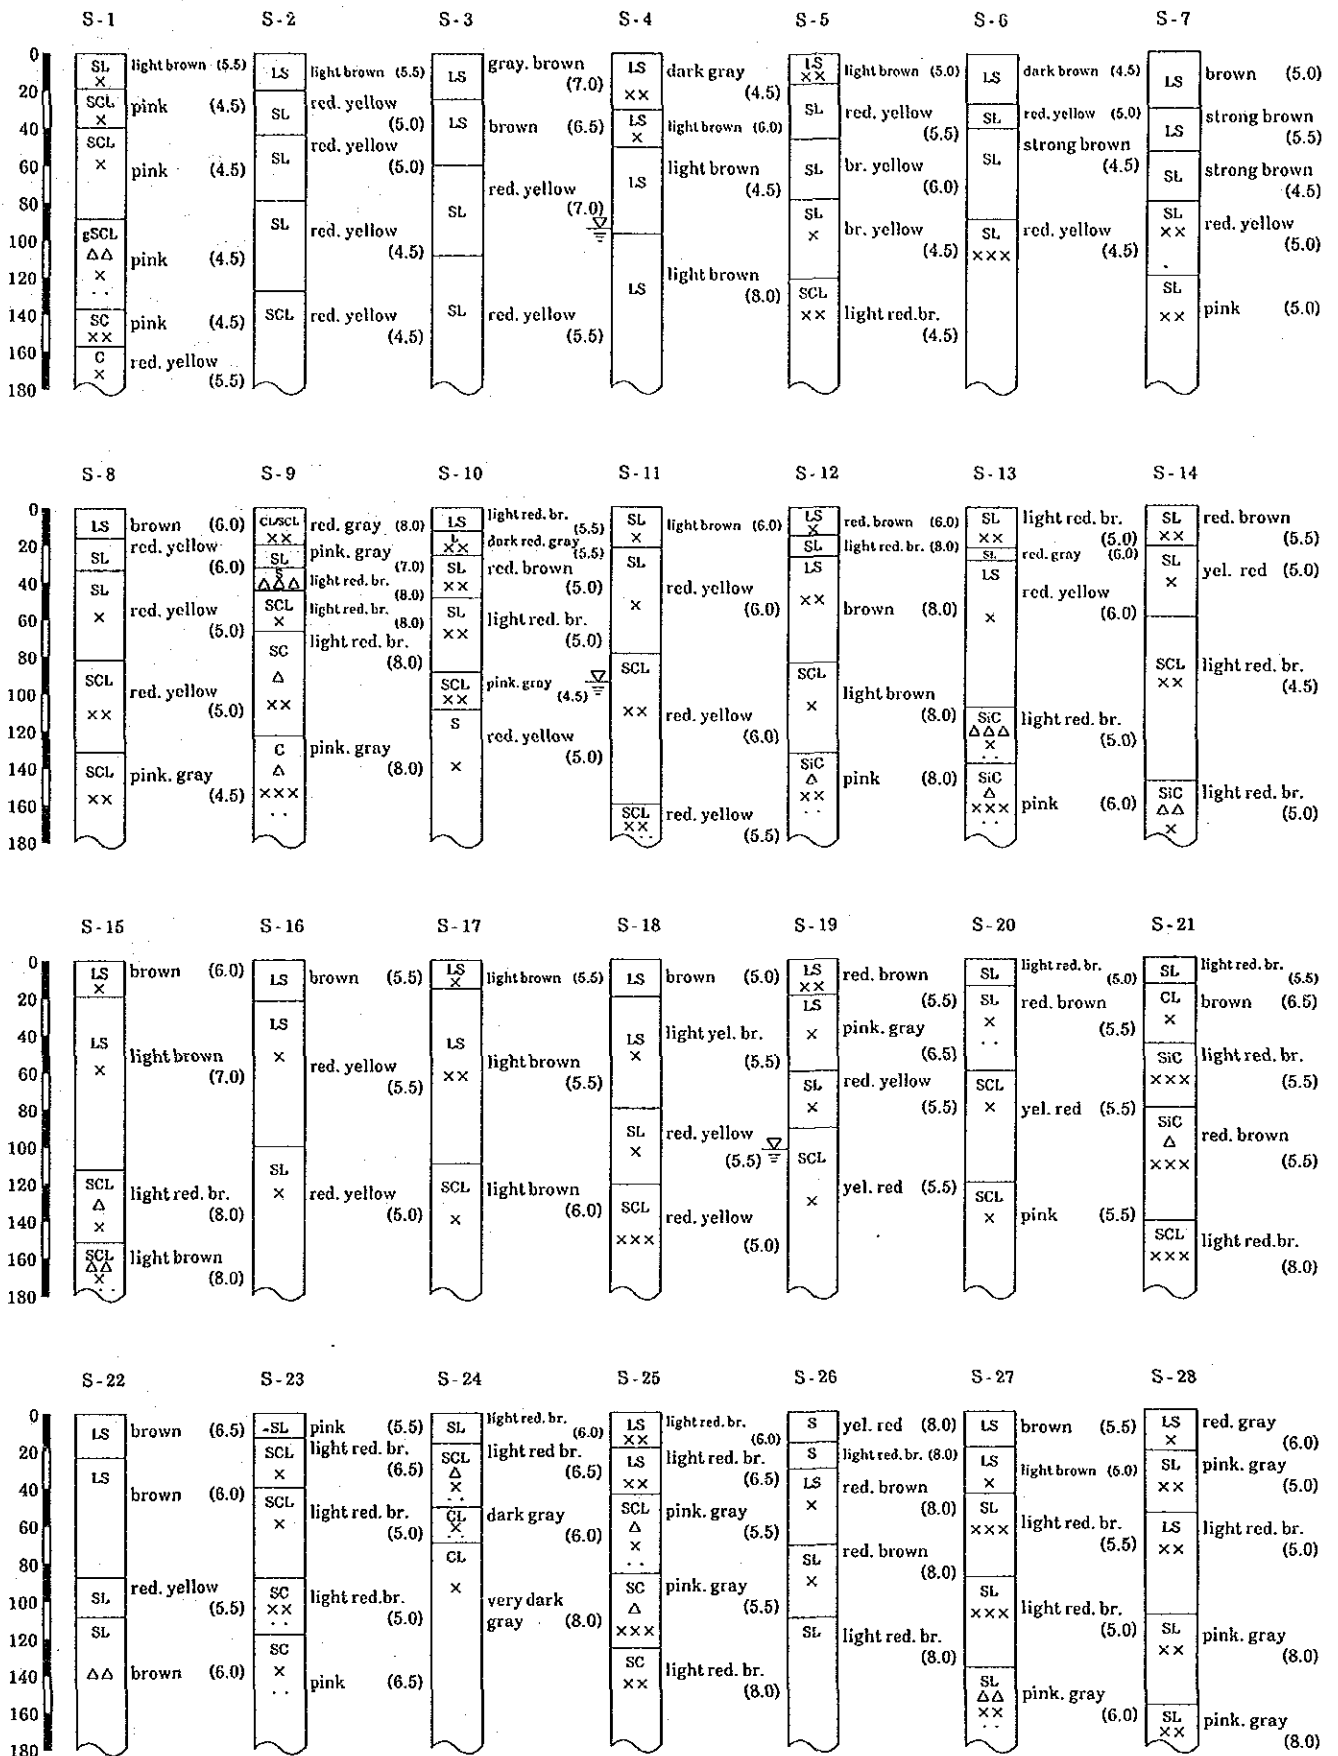 S-1 S-2 S-3 S-4 S-5 S-6 S-7
0
20
40
60
80
100
120
140
160
180
SL light brown (5.5)
×
SCL pink (4.5)
×
SCL
× pink (4.5)
gSCL
△△ pink (4.5)
×
. .
SC pink (4.5)
××
C red. yellow
× (5.5)
LS light brown (5.5)
SL red. yellow
(5.0)
SL red. yellow
(5.0)
SL red. yellow
(4.5)
SCL red. yellow
(4.5)
LS gray. brown
(7.0)
LS brown (6.5)
SL red. yellow
(7.0)
SL red. yellow
(5.5)
LS dark gray
×× (4.5)
LS light brown (6.0)
×
LS light brown
(4.5)
LS light brown
(8.0)
LS light brown (5.0)
××
SL red. yellow
(5.5)
SL br. yellow
(6.0)
SL
× br. yellow
(4.5)
SCL
×× light red.br.
(4.5)
LS dark brown (4.5)
SL red. yellow (5.0)
SL strong brown
(4.5)
SL red. yellow
××× (4.5)
LS brown (5.0)
LS strong brown
(5.5)
SL strong brown
(4.5)
SL red. yellow
×× (5.0)
.
SL
×× pink (5.0)
S-8 S-9 S-10 S-11 S-12 S-13 S-14
0
20
40
60
80
100
120
140
160
180
LS brown (6.0)
SL red. yellow
(6.0)
SL
× red. yellow
(5.0)
SCL red. yellow
×× (5.0)
SCL pink. gray
×× (4.5)
CL/SCL red. gray (8.0)
××
SL pink. gray
(7.0)
S
△△△ light red. br.
(8.0)
SCL light red. br.
× (8.0)
SC light red. br.
△ (8.0)
××
C pink. gray
△ (8.0)
×××
. .
LS light red. br.
(5.5)
L dark red. gray
×× (5.5)
SL red. brown
×× (5.0)
SL light red. br.
×× (5.0)
SCL pink. gray
×× (4.5)
S red. yellow
× (5.0)
SL light brown (6.0)
×
SL
× red. yellow
(6.0)
SCL
×× red. yellow
(6.0)
SCL red. yellow
×× (5.5)
. .
LS red. brown (6.0)
×
SL light red. br. (8.0)
LS
×× brown (8.0)
SCL light brown
× (8.0)
SiC pink (8.0)
△
××
. .
SL light red. br.
×× (5.0)
SL red. gray (6.0)
LS red. yellow
× (6.0)
SiC light red. br.
△△△ (5.0)
×
. .
SiC
△
××× pink (6.0)
. .
SL red. brown
×× (5.5)
SL yel. red (5.0)
×
SCL light red. br.
×× (4.5)
SiC light red. br.
△△ (5.0)
×
S-15 S-16 S-17 S-18 S-19 S-20 S-21
0
20
40
60
80
100
120
140
160
180
LS brown (6.0)
×
LS light brown
× (7.0)
SCL light red. br.
△ (8.0)
×
SCL light brown
△△ (8.0)
×
. .
LS brown (5.5)
LS
× red. yellow
(5.5)
SL
× red. yellow
(5.0)
LS light brown (5.5)
×
LS light brown
×× (5.5)
SCL light brown
× (6.0)
LS brown (5.0)
LS light yel. br.
× (5.5)
SL red. yellow
× (5.5)
SCL red. yellow
××× (5.0)
LS red. brown
×× (5.5)
LS
× pink. gray
(6.5)
SL red. yellow
× (5.5)
SCL
× yel. red (5.5)
SL light red. br.
(5.0)
SL red. brown
× (5.5)
. .
SCL
× yel. red (5.5)
SCL
× pink (5.5)
SL light red. br.
(5.5)
CL brown (6.5)
×
SiC light red. br.
××× (5.5)
SiC red. brown
△ (5.5)
×××
SCL light red.br.
××× (8.0)
S-22 S-23 S-24 S-25 S-26 S-27 S-28
0
20
40
60
80
100
120
140
160
180
LS brown (6.5)
LS brown (6.0)
SL red. yellow
(5.5)
SL
△△ brown (6.0)
SL pink (5.5)
SCL light red. br.
× (6.5)
SCL light red. br.
× (5.0)
SC light red.br.
×× (5.0)
. .
SC
× pink (6.5)
. .
SL light red. br.
(6.0)
SCL light red br.
△ (6.5)
×
. .
CL dark gray
× (6.0)
. .
CL
× very dark
gray (8.0)
LS light red. br.
×× (6.0)
LS light red. br.
×× (6.5)
SCL pink. gray
△ (5.5)
×
. .
SC pink. gray
△ (5.5)
×××
SC light red. br.
×× (8.0)
S yel. red (8.0)
S light red. br. (8.0)
LS red. brown
× (8.0)
SL red. brown
× (8.0)
SL light red. br.
(8.0)
LS brown (5.5)
LS light brown (5.0)
×
SL light red. br.
××× (5.5)
SL light red. br.
××× (5.0)
SL pink. gray
△△ (6.0)
××
. .
LS red. gray
× (6.0)
SL pink. gray
×× (5.0)
LS light red. br.
×× (5.0)
SL pink. gray
×× (8.0)
SL pink. gray
×× (8.0)